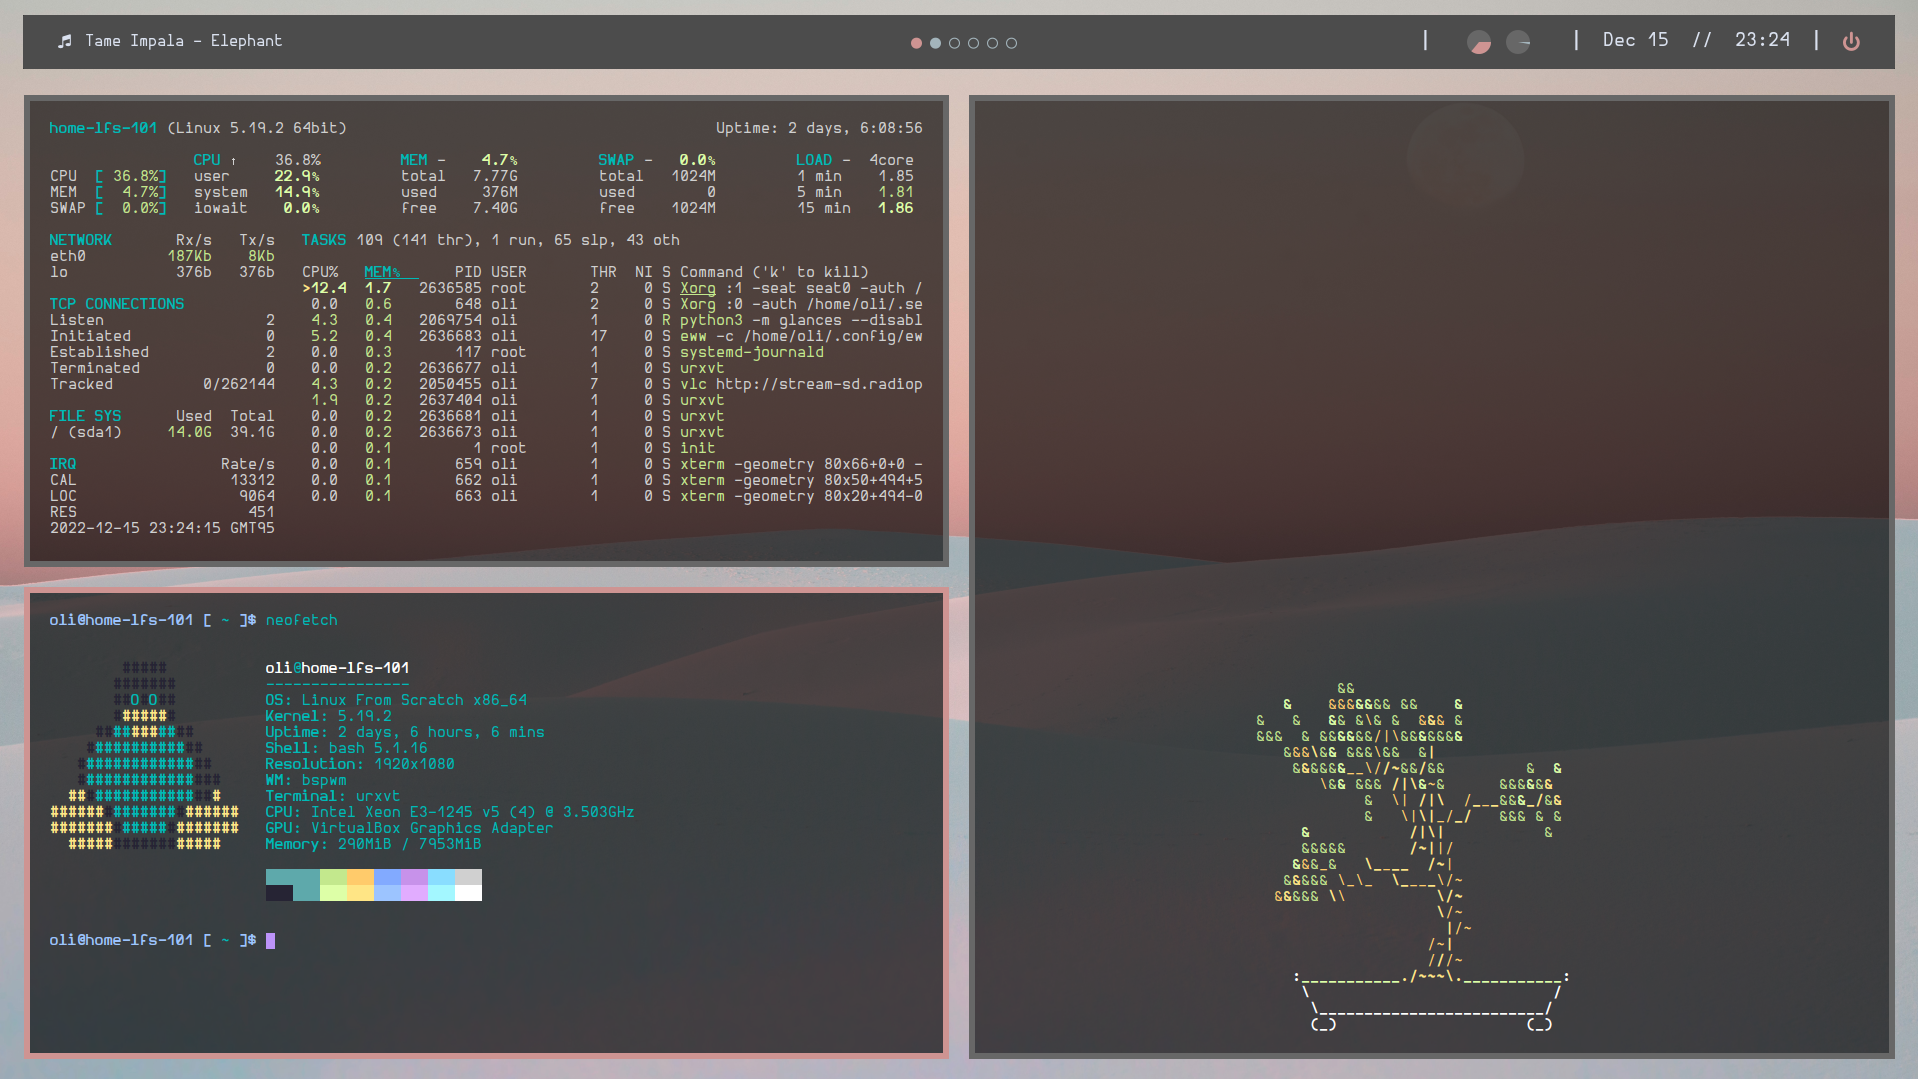 Tame Impala - Elephant
| | Dec 15 // 23:24 |
home-lfs-101 (Linux 5.19.2 64bit) Uptime: 2 days, 6:08:56
CPU ↑ 36.8% MEM - 4.7% SWAP - 0.0% LOAD - 4core
CPU [ 36.8%] user 22.9% total 7.77G total 1024M 1 min 1.85
MEM [ 4.7%] system 14.9% used 376M used 0 5 min 1.81
SWAP [ 0.0%] iowait 0.0% free 7.40G free 1024M 15 min 1.86
NETWORK Rx/s Tx/s TASKS 109 (141 thr), 1 run, 65 slp, 43 oth
eth0 187Kb 8Kb
lo 376b 376b CPU% MEM% PID USER THR NI S Command ('k' to kill)
>12.4 1.7 2636585 root 2 0 S Xorg :1 -seat seat0 -auth /
TCP CONNECTIONS 0.0 0.6 648 oli 2 0 S Xorg :0 -auth /home/oli/.se
Listen 2 4.3 0.4 2069754 oli 1 0 R python3 -m glances --disabl
Initiated 0 5.2 0.4 2636683 oli 17 0 S eww -c /home/oli/.config/ew
Established 2 0.0 0.3 117 root 1 0 S systemd-journald
Terminated 0 0.0 0.2 2636677 oli 1 0 S urxvt
Tracked 0/262144 4.3 0.2 2050455 oli 7 0 S vlc http://stream-sd.radiop
1.9 0.2 2637404 oli 1 0 S urxvt
FILE SYS Used Total 0.0 0.2 2636681 oli 1 0 S urxvt
/ (sda1) 14.0G 39.1G 0.0 0.2 2636673 oli 1 0 S urxvt
0.0 0.1 1 root 1 0 S init
IRQ Rate/s 0.0 0.1 659 oli 1 0 S xterm -geometry 80x66+0+0 -
CAL 13312 0.0 0.1 662 oli 1 0 S xterm -geometry 80x50+494+5
LOC 9064 0.0 0.1 663 oli 1 0 S xterm -geometry 80x20+494-0
RES 451
2022-12-15 23:24:15 GMT95
oli@home-lfs-101 [ ~ ]$ neofetch
oli@home-lfs-101
----------------
OS: Linux From Scratch x86_64
Kernel: 5.19.2
Uptime: 2 days, 6 hours, 6 mins
Shell: bash 5.1.16
Resolution: 1920x1080
WM: bspwm
Terminal: urxvt
CPU: Intel Xeon E3-1245 v5 (4) @ 3.503GHz
GPU: VirtualBox Graphics Adapter
Memory: 290MiB / 7953MiB
oli@home-lfs-101 [ ~ ]$